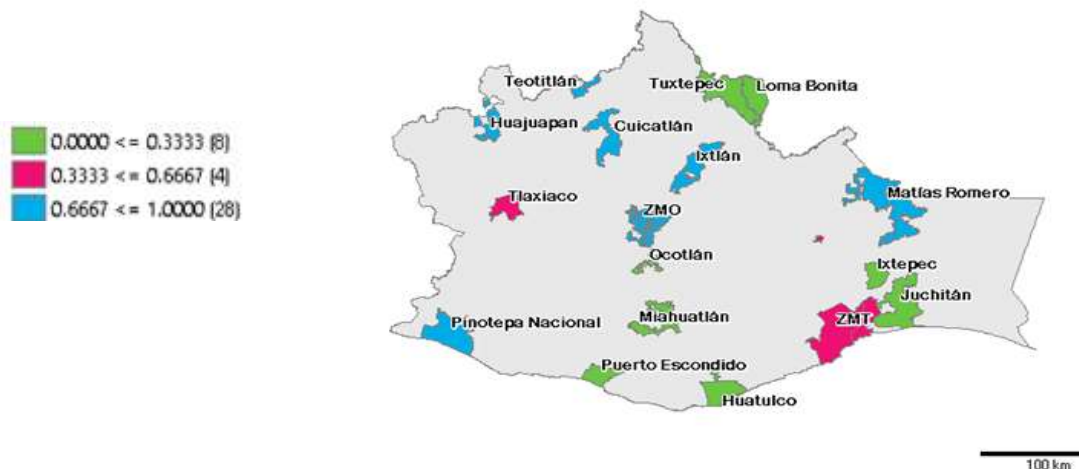 0.0000 <= 0.3333 (8)
0.3333 <= 0.6667 (4)
0.6667 <= 1.0000 (28)
Teotitlán
Tuxtepec
Loma Bonita
Huajuapan
Cuicatlán
Ixtlán
Matías Romero
Tlaxiaco
ZMO
Ocotlán
Ixtepec
Juchitán
Pinotepa Nacional
Miahuatlán
ZMT
Puerto Escondido
Huatulco
100 km